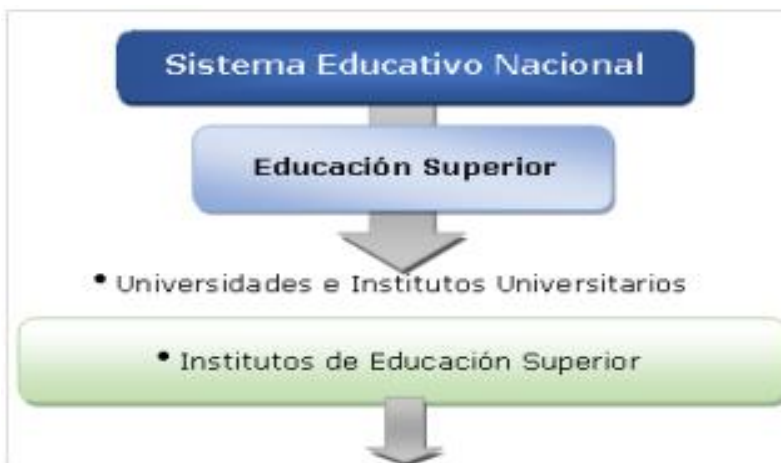 Sistema Educativo Nacional
Educación Superior
• Universidades e Institutos Universitarios
• Institutos de Educación Superior